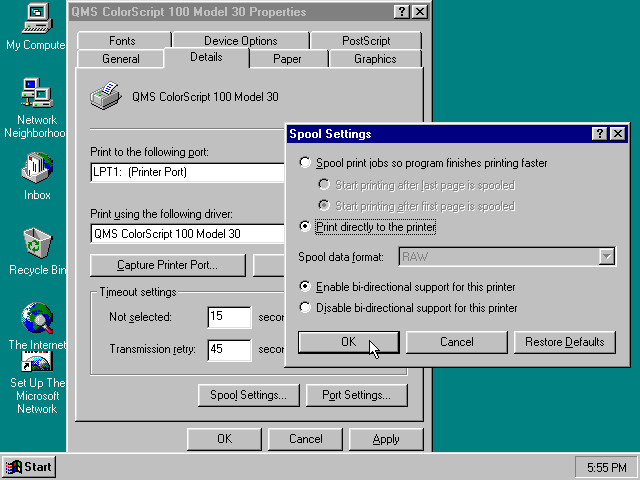 My Compute
Network
Neighborhoo
Inbox
Recycle Bin
The Internet
Set Up The
Microsoft
Network
QMS ColorScript 100 Model 30 Properties
Fonts
Device Options
PostScript
General
Details
Paper
Graphics
QMS ColorScript 100 Model 30
Print to the following port:
LPT1: (Printer Port)
Print using the following driver:
QMS ColorScript 100 Model 30
Capture Printer Port...
Timeout settings
Not selected:
15
secon
Transmission retry:
45
secon
Spool Settings...
Port Settings...
OK
Cancel
Apply
Spool Settings
Spool print jobs so program finishes printing faster
Start printing after last page is spooled
Start printing after first page is spooled
Print directly to the printer
Spool data format:
RAW
Enable bi-directional support for this printer
Disable bi-directional support for this printer
OK
Cancel
Restore Defaults
Start
5:55 PM